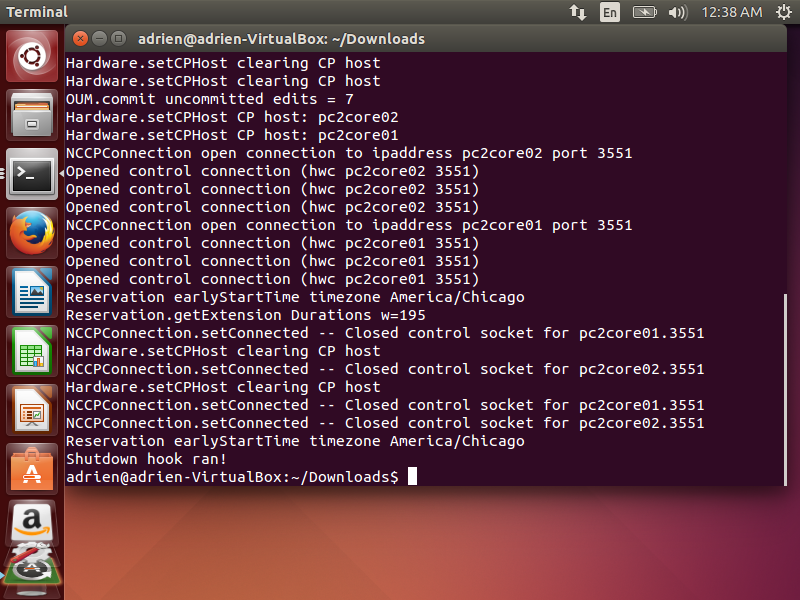 Terminal
En
12:38 AM
adrien@adrien-VirtualBox: ~/Downloads
Hardware.setCPHost clearing CP host
Hardware.setCPHost clearing CP host
OUM.commit uncommitted edits = 7
Hardware.setCPHost CP host: pc2core02
Hardware.setCPHost CP host: pc2core01
NCCPConnection open connection to ipaddress pc2core02 port 3551
Opened control connection (hwc pc2core02 3551)
Opened control connection (hwc pc2core02 3551)
Opened control connection (hwc pc2core02 3551)
NCCPConnection open connection to ipaddress pc2core01 port 3551
Opened control connection (hwc pc2core01 3551)
Opened control connection (hwc pc2core01 3551)
Opened control connection (hwc pc2core01 3551)
Reservation earlyStartTime timezone America/Chicago
Reservation.getExtension Durations w=195
NCCPConnection.setConnected -- Closed control socket for pc2core01.3551
Hardware.setCPHost clearing CP host
NCCPConnection.setConnected -- Closed control socket for pc2core02.3551
Hardware.setCPHost clearing CP host
NCCPConnection.setConnected -- Closed control socket for pc2core01.3551
NCCPConnection.setConnected -- Closed control socket for pc2core02.3551
Reservation earlyStartTime timezone America/Chicago
Shutdown hook ran!
adrien@adrien-VirtualBox:~/Downloads$